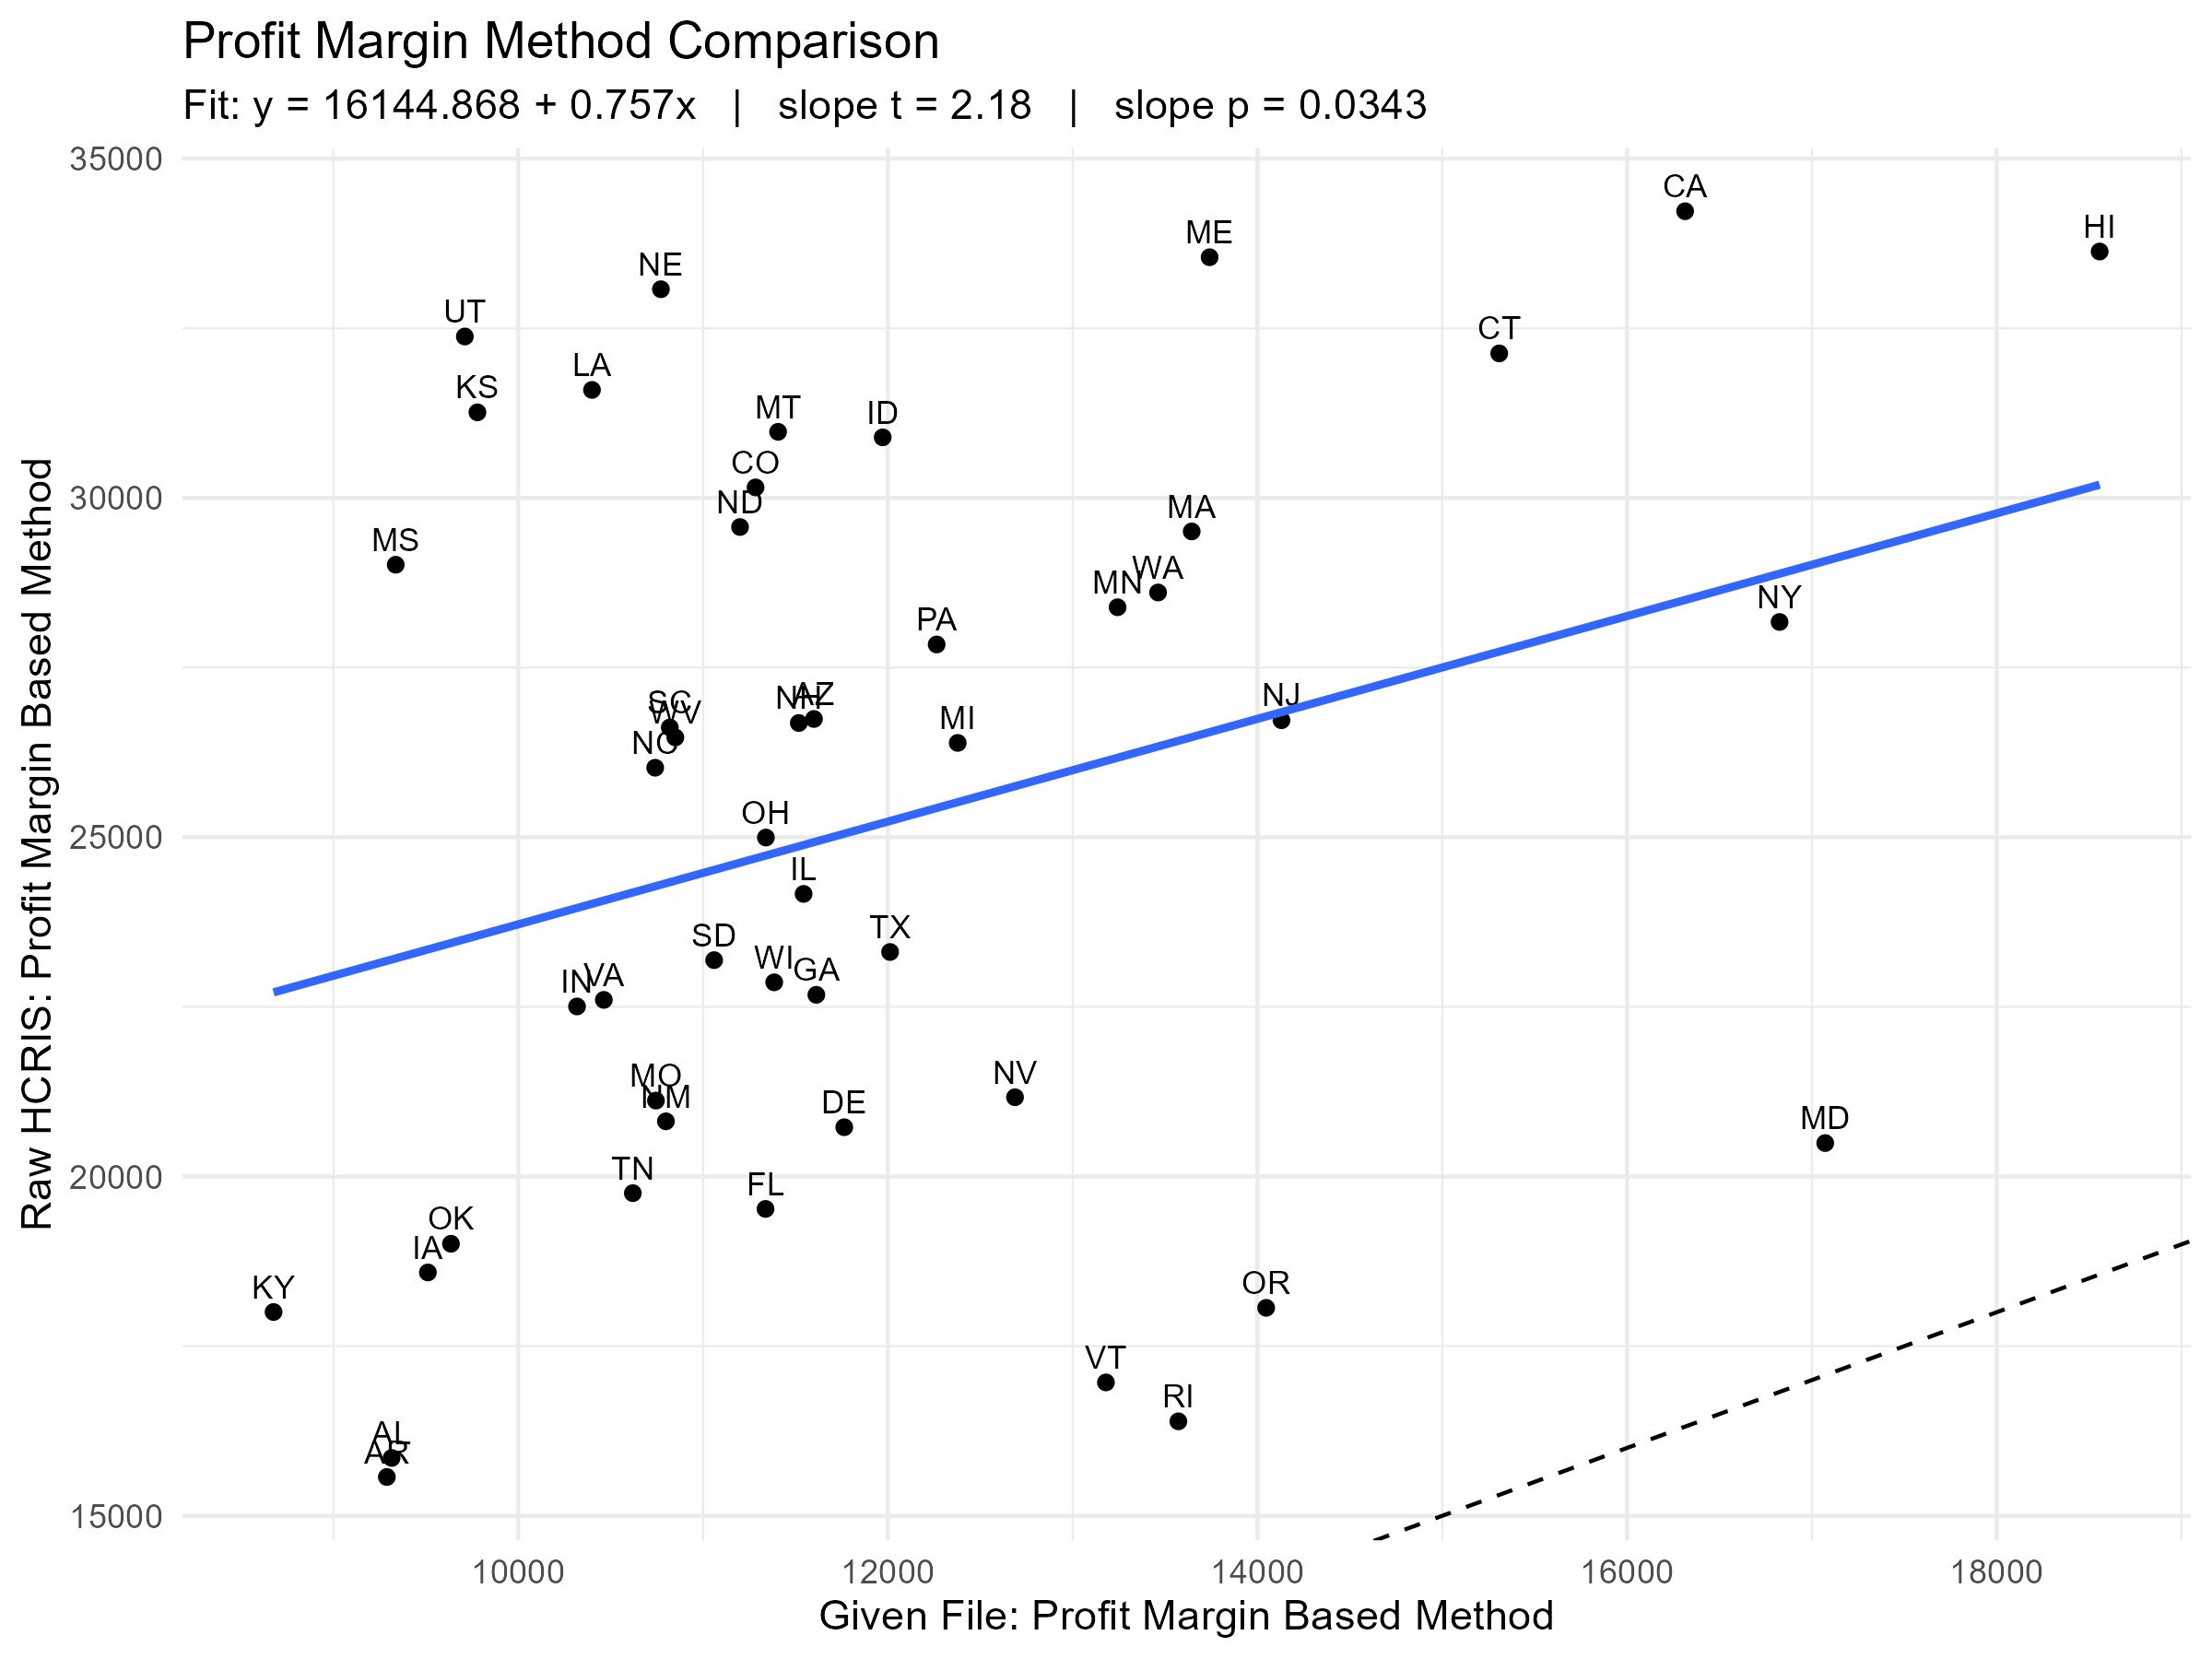 Profit Margin Method Comparison
Fit: y = 16144.868 + 0.757x | slope t = 2.18 | slope p = 0.0343
35000
CA
HI
ME
NE
UT
CT
LA
KS
MT
ID
CO
30000
ND
MA
MS
WA
MN
NY
PA
NJ
SC
AZ
NH
WV
MI
NC
OH
25000
IL
TX
SD
WI
GA
IN
VA
MO
NV
NM
DE
MD
20000
TN
FL
OK
IA
KY
OR
VT
RI
AL
AR
15000
10000 12000 14000 16000 18000
Given File: Profit Margin Based Method
Raw HCRIS: Profit Margin Based Method